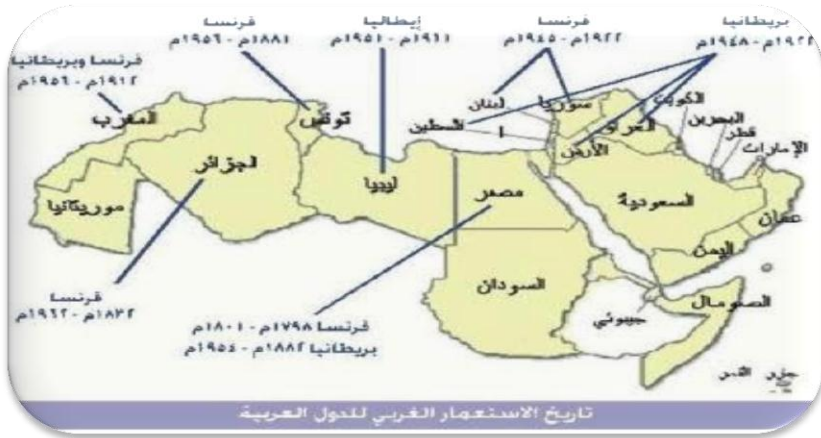 بريطانيا
١٩٢٢م - ١٩٤٨م
فرنسا
١٩٢٢م - ١٩٤٥م
إيطاليا
١٩١١م - ١٩٥١م
فرنسا
١٨٨١م - ١٩٥٦م
فرنسا وبريطانيا
١٩١٢م - ١٩٥٦م
المغرب
تونس
الجزائر
ليبيا
موريتانيا
مصر
السودان
فلسطين
لبنان
سوريا
العراق
الأردن
الكويت
البحرين
قطر
الإمارات
السعودية
عمان
اليمن
الصومال
جيبوتي
جزر القمر
فرنسا
١٨٣٢م - ١٩٦٢م
فرنسا ١٧٩٨م - ١٨٠١م
بريطانيا ١٨٨٢م - ١٩٥٤م
تاريخ الاستعمار الغربي للدول العربية